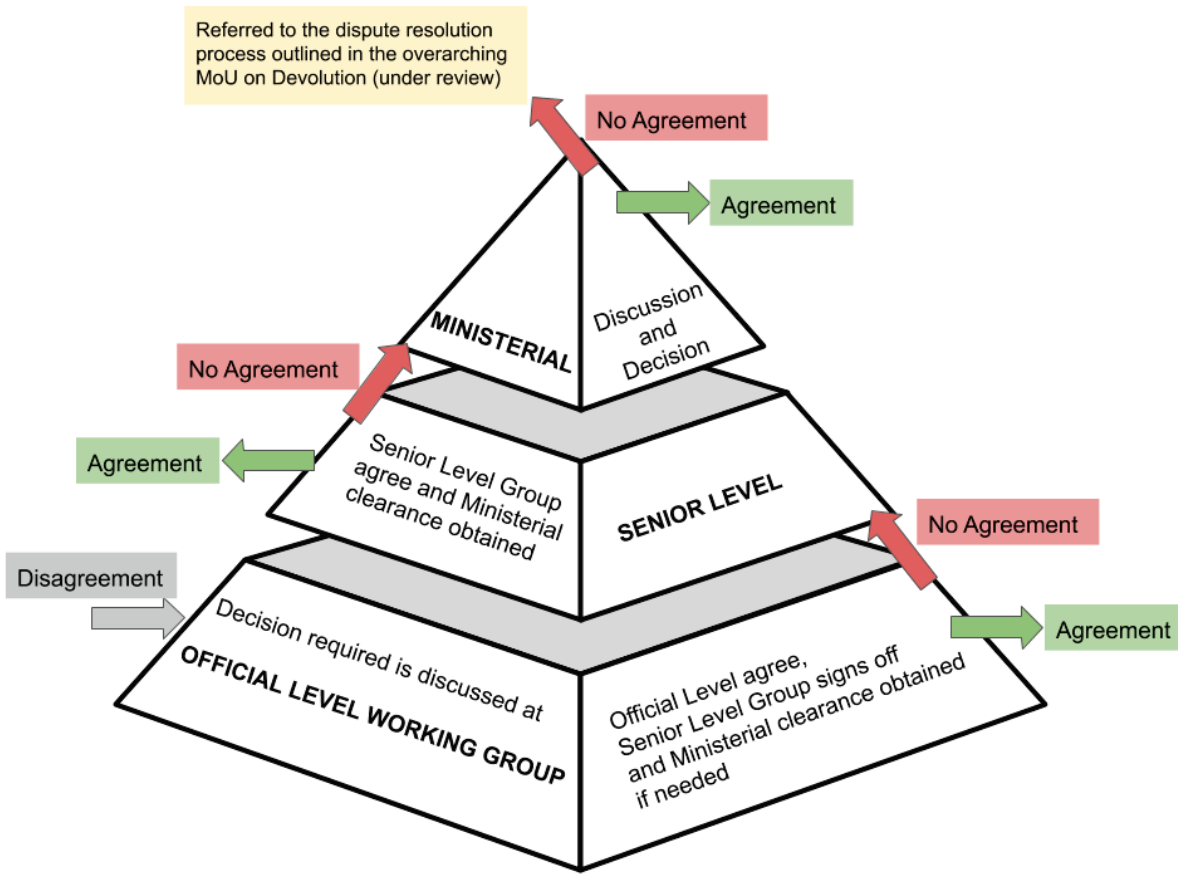 Referred to the dispute resolution
process outlined in the overarching
MoU on Devolution (under review)
No Agreement
Agreement
MINISTERIAL
Discussion
and
Decision
No Agreement
Agreement
Senior Level Group
agree and Ministerial
clearance obtained
SENIOR LEVEL
No Agreement
Agreement
Disagreement
Decision required is discussed at
OFFICIAL LEVEL WORKING GROUP
Official Level agree,
Senior Level Group signs off
and Ministerial clearance obtained
if needed